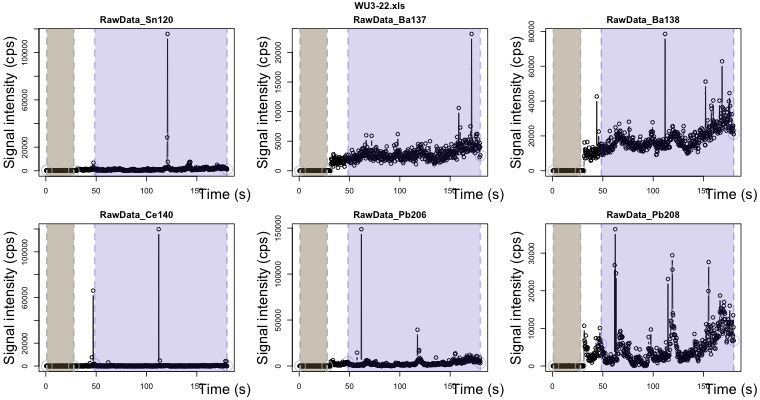 WU3-22.xls
RawData_Sn120
RawData_Ba137
RawData_Ba138
Signal intensity (cps)
0 20000 60000 100000
0 50 100 150
Time (s)
Signal intensity (cps)
0 5000 10000 15000 20000
0 50 100 150
Time (s)
Signal intensity (cps)
0 20000 40000 60000 80000
0 50 100 150
Time (s)
RawData_Ce140
RawData_Pb206
RawData_Pb208
Signal intensity (cps)
0 20000 60000 100000
0 50 100 150
Time (s)
Signal intensity (cps)
0 50000 100000 150000
0 50 100 150
Time (s)
Signal intensity (cps)
0 10000 20000 30000
0 50 100 150
Time (s)